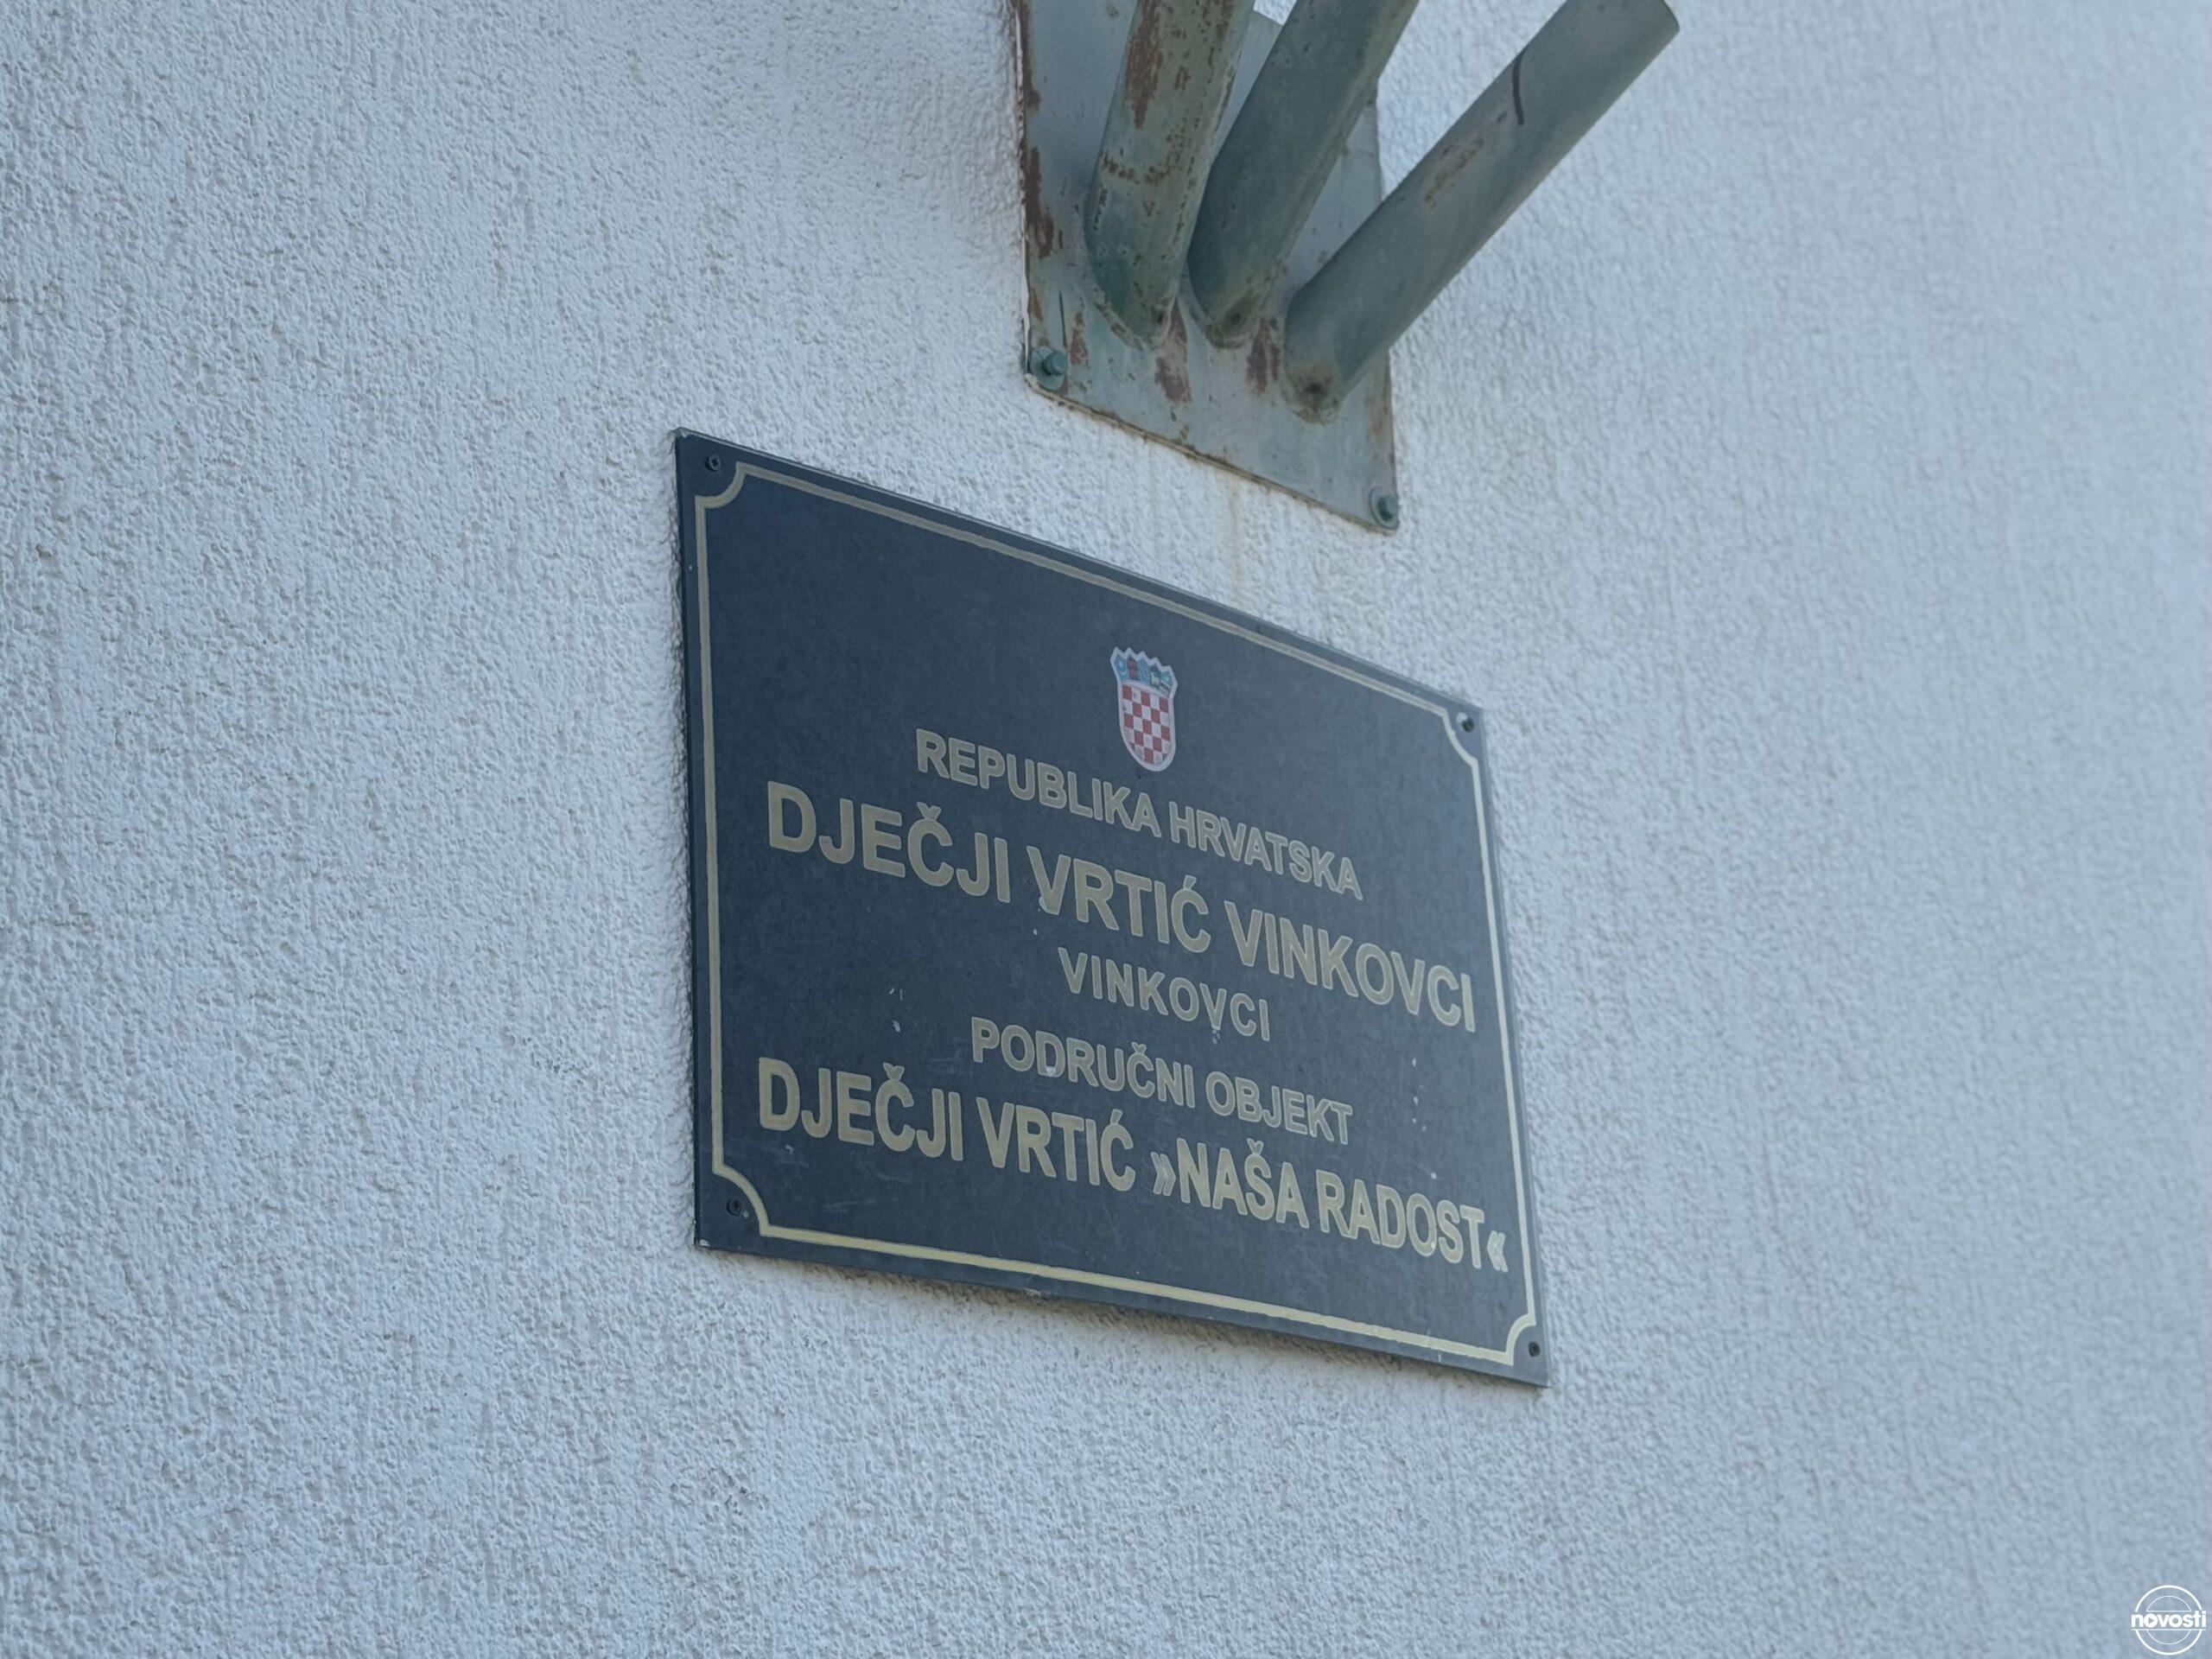 REPUBLIKA HRVATSKA
DJEČJI VRTIĆ VINKOVCI
VINKOVCI
PODRUČNI OBJEKT
DJEČJI VRTIĆ »NAŠA RADOST«
novosti